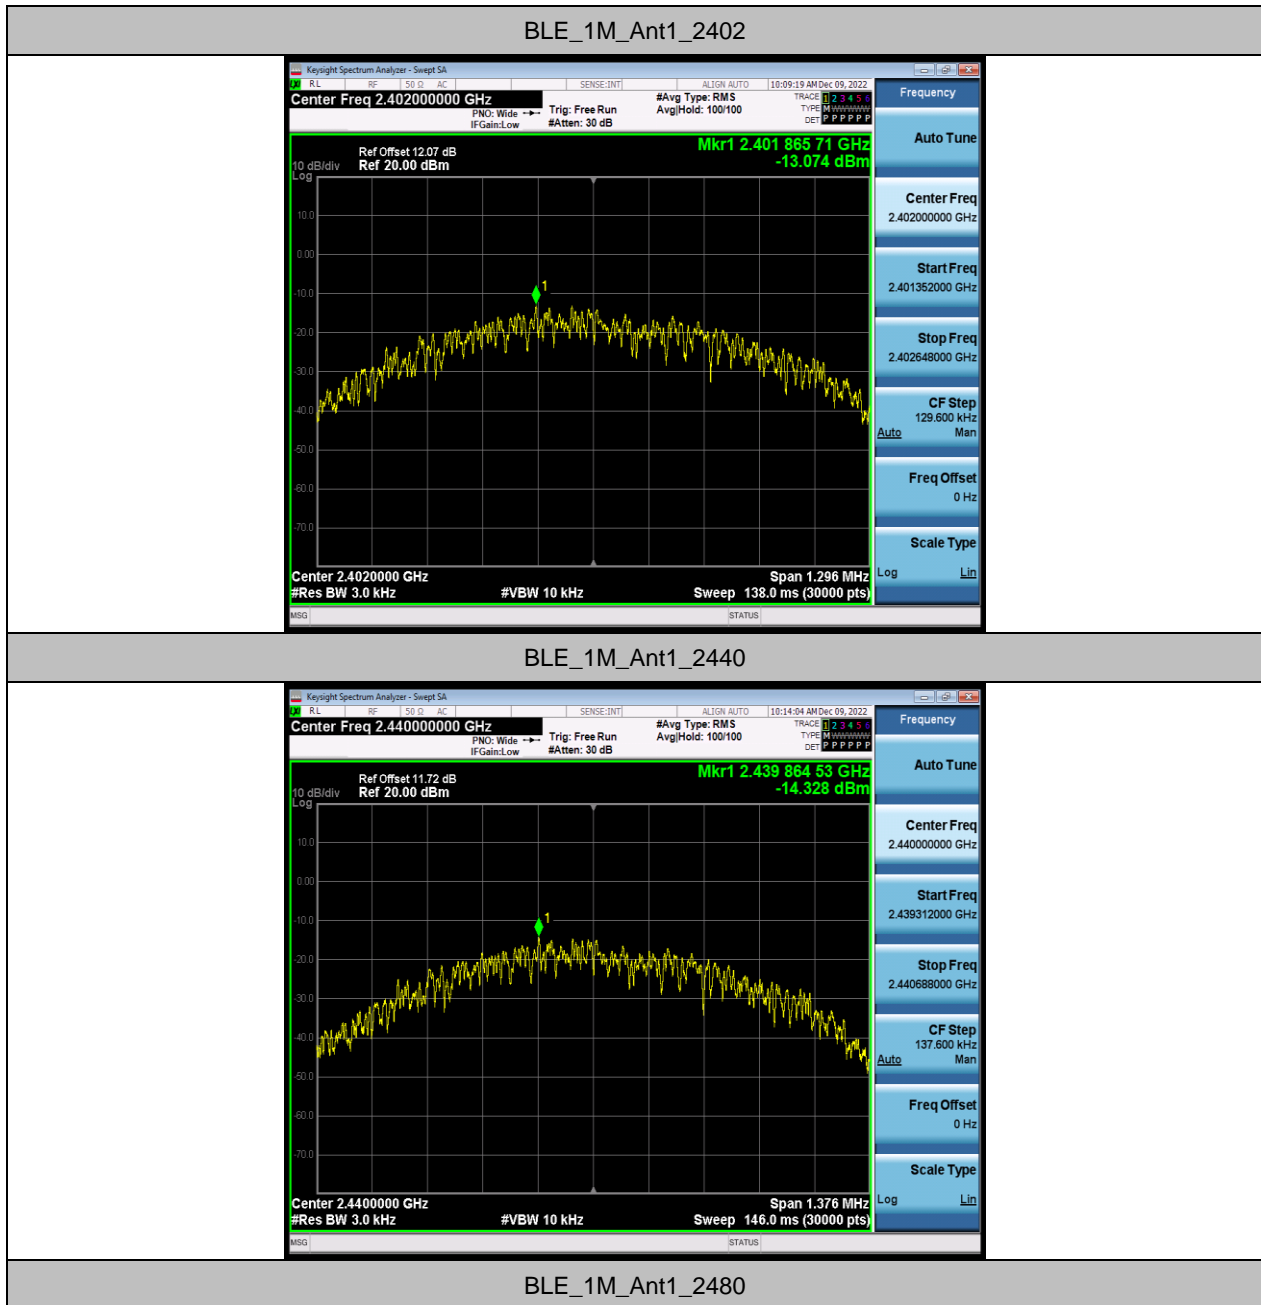 BLE_1M_Ant1_2402
Keysight Spectrum Analyzer - Swept SA
RL RF 50 Ω AC SENSE:INT ALIGN AUTO 10:09:19 AM Dec 09, 2022
Center Freq 2.402000000 GHz
PNO: Wide
IFGain:Low
Trig: Free Run
#Atten: 30 dB
#Avg Type: RMS
Avg|Hold: 100/100
TRACE 1 2 3 4 5 6
TYPE M WWWWW
DET P P P P P P
Frequency
Mkr1 2.401 865 71 GHz
-13.074 dBm
Ref Offset 12.07 dB
10 dB/div Ref 20.00 dBm
Log
10.0
0.00
-10.0
-20.0
-30.0
-40.0
-50.0
-60.0
-70.0
1
Center 2.4020000 GHz Span 1.296 MHz
#Res BW 3.0 kHz #VBW 10 kHz Sweep 138.0 ms (30000 pts)
MSG STATUS
Auto Tune
Center Freq
2.402000000 GHz
Start Freq
2.401352000 GHz
Stop Freq
2.402648000 GHz
CF Step
129.600 kHz
Auto Man
Freq Offset
0 Hz
Scale Type
Log Lin
BLE_1M_Ant1_2440
Keysight Spectrum Analyzer - Swept SA
RL RF 50 Ω AC SENSE:INT ALIGN AUTO 10:14:04 AM Dec 09, 2022
Center Freq 2.440000000 GHz
PNO: Wide
IFGain:Low
Trig: Free Run
#Atten: 30 dB
#Avg Type: RMS
Avg|Hold: 100/100
TRACE 1 2 3 4 5 6
TYPE M WWWWW
DET P P P P P P
Frequency
Mkr1 2.439 864 53 GHz
-14.328 dBm
Ref Offset 11.72 dB
10 dB/div Ref 20.00 dBm
Log
10.0
0.00
-10.0
-20.0
-30.0
-40.0
-50.0
-60.0
-70.0
1
Center 2.4400000 GHz Span 1.376 MHz
#Res BW 3.0 kHz #VBW 10 kHz Sweep 146.0 ms (30000 pts)
MSG STATUS
Auto Tune
Center Freq
2.440000000 GHz
Start Freq
2.439312000 GHz
Stop Freq
2.440688000 GHz
CF Step
137.600 kHz
Auto Man
Freq Offset
0 Hz
Scale Type
Log Lin
BLE_1M_Ant1_2480